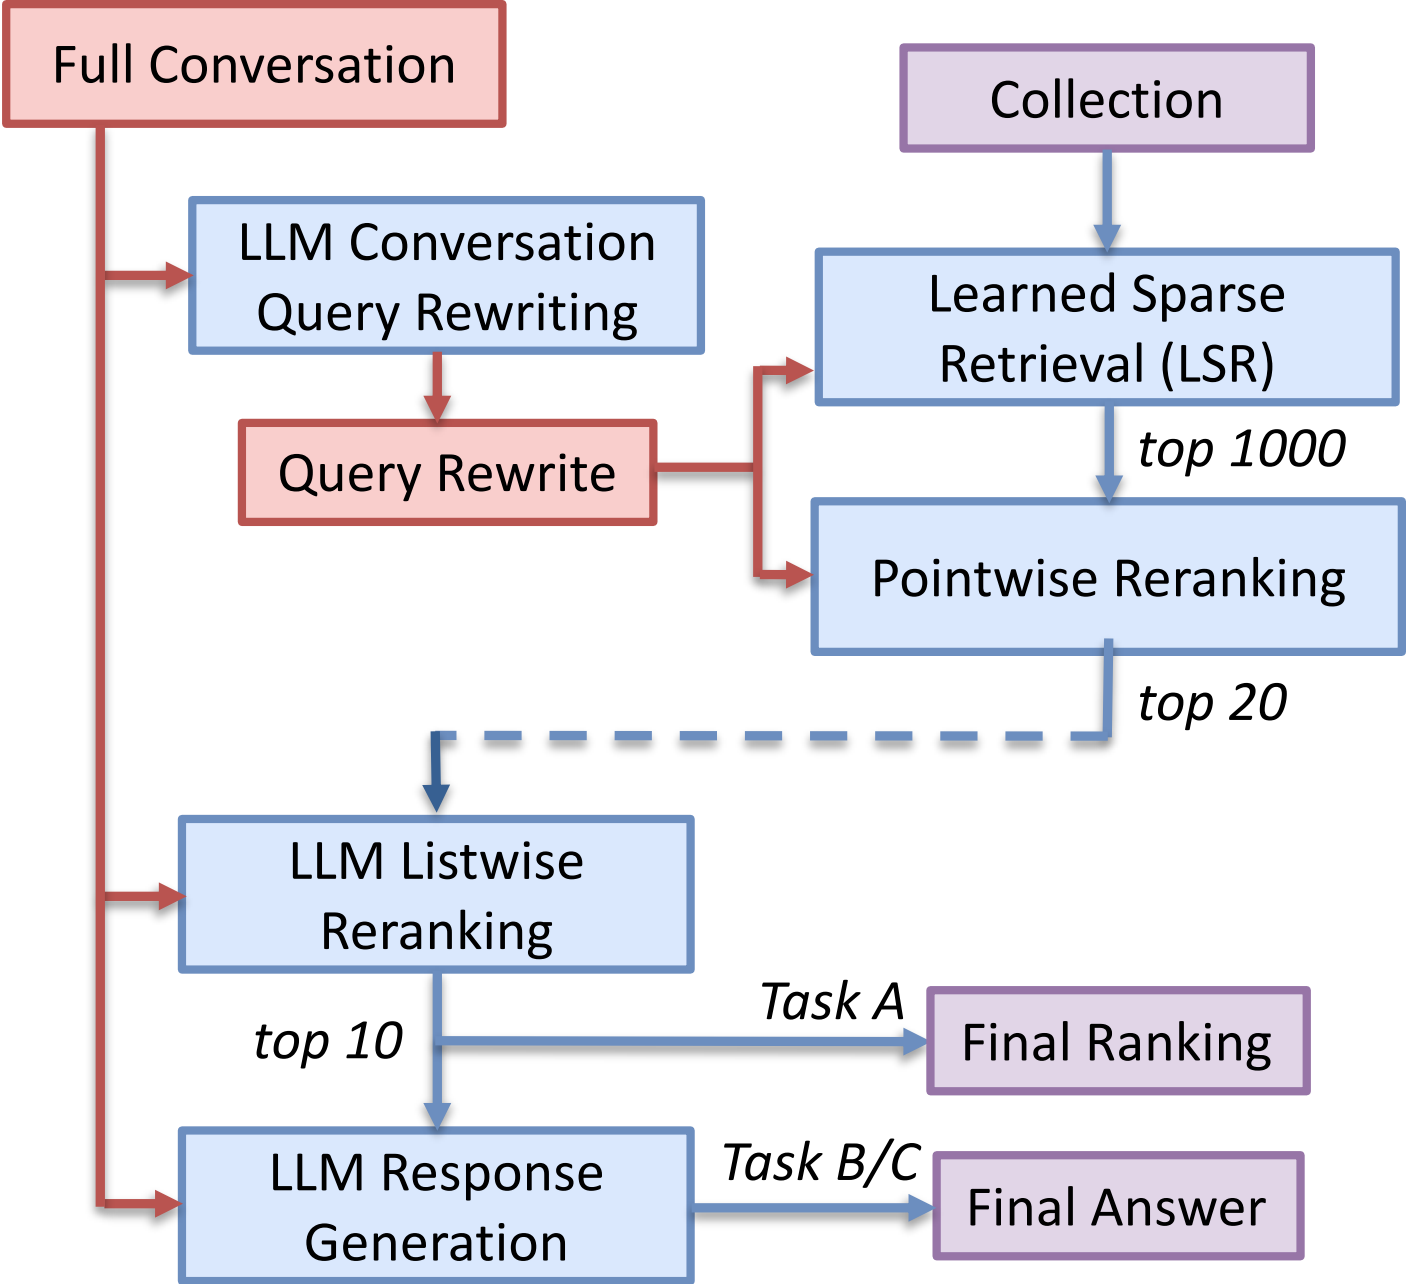 Full Conversation
Collection
LLM Conversation
Query Rewriting
Learned Sparse
Retrieval (LSR)
top 1000
Query Rewrite
Pointwise Reranking
top 20
LLM Listwise
Reranking
top 10
Task A
Final Ranking
LLM Response
Generation
Task B/C
Final Answer